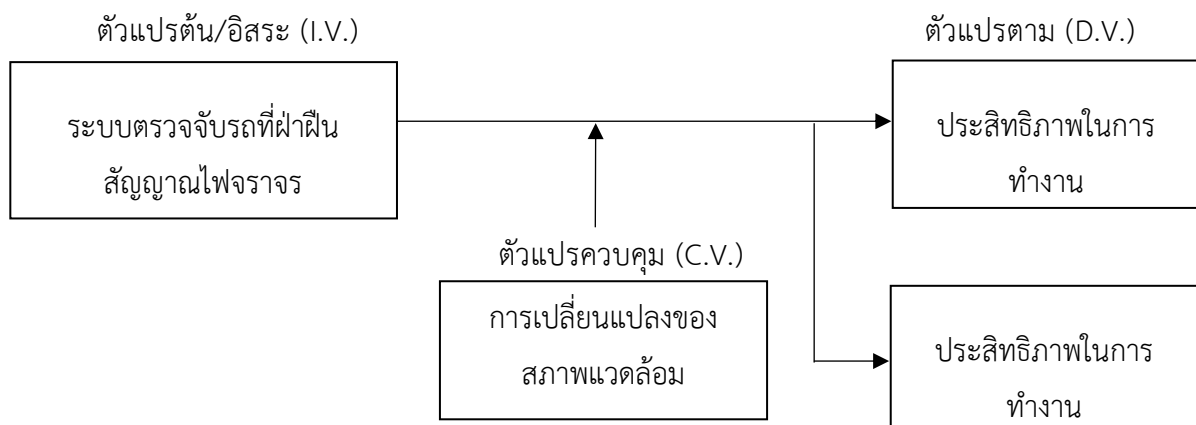 ตัวแปรต้น/อิสระ (I.V.)
ตัวแปรตาม (D.V.)
ระบบตรวจจับรถที่ฝ่าฝืน
สัญญาณไฟจราจร
ประสิทธิภาพในการ
ทำงาน
ตัวแปรควบคุม (C.V.)
การเปลี่ยนแปลงของ
สภาพแวดล้อม
ประสิทธิภาพในการ
ทำงาน